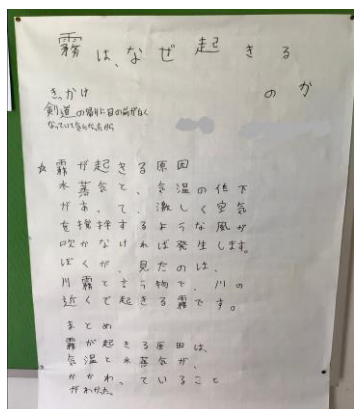 霧は、なぜ起きる
のか
きっかけ
剣道の帰りに目の前が白く
なっていてきになったから
☆霧が起きる原因
水蒸気と、気温の低下
があって、激しく空気
を撹拌するような風が
吹かなければ発生します。
ぼくが、見たのは、
川霧と言う物で、川の
近くで起きる霧です。
まとめ
霧が起きる原因は、
気温と水蒸気が、
かかわっていること
がわかった。